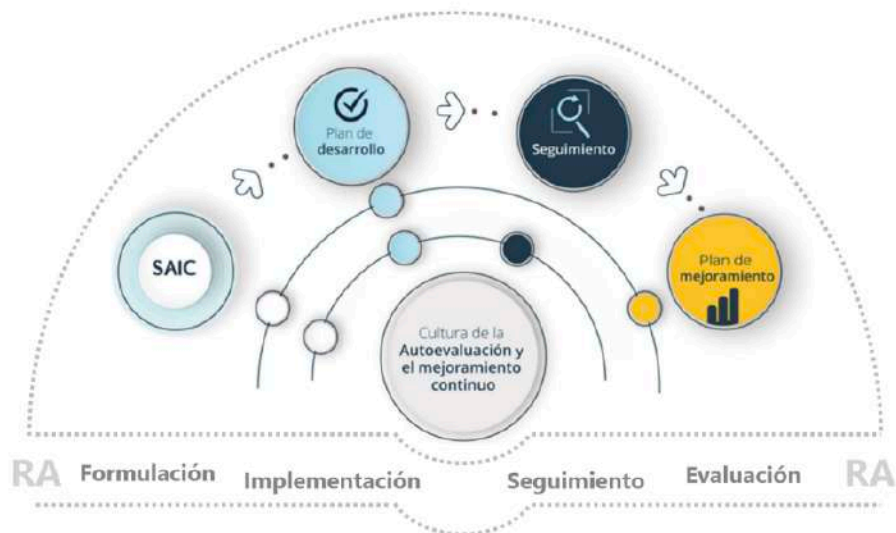 Plan de
desarrollo
Seguimiento
SAIC
Plan de
mejoramiento
Cultura de la
Autoevaluación y
el mejoramiento
continuo
RA Formulación Implementación Seguimiento Evaluación RA